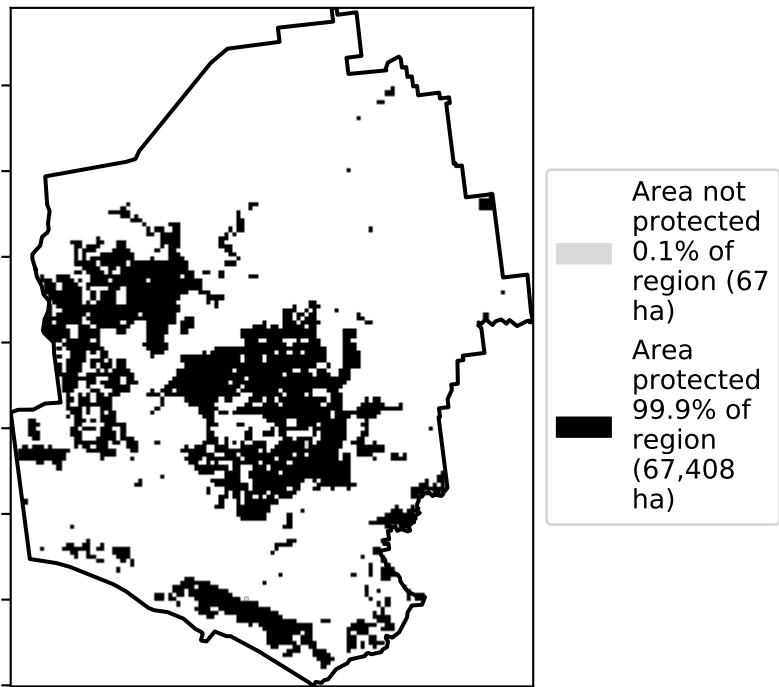 Area not
protected
0.1% of
region (67
ha)
Area
protected
99.9% of
region
(67,408
ha)